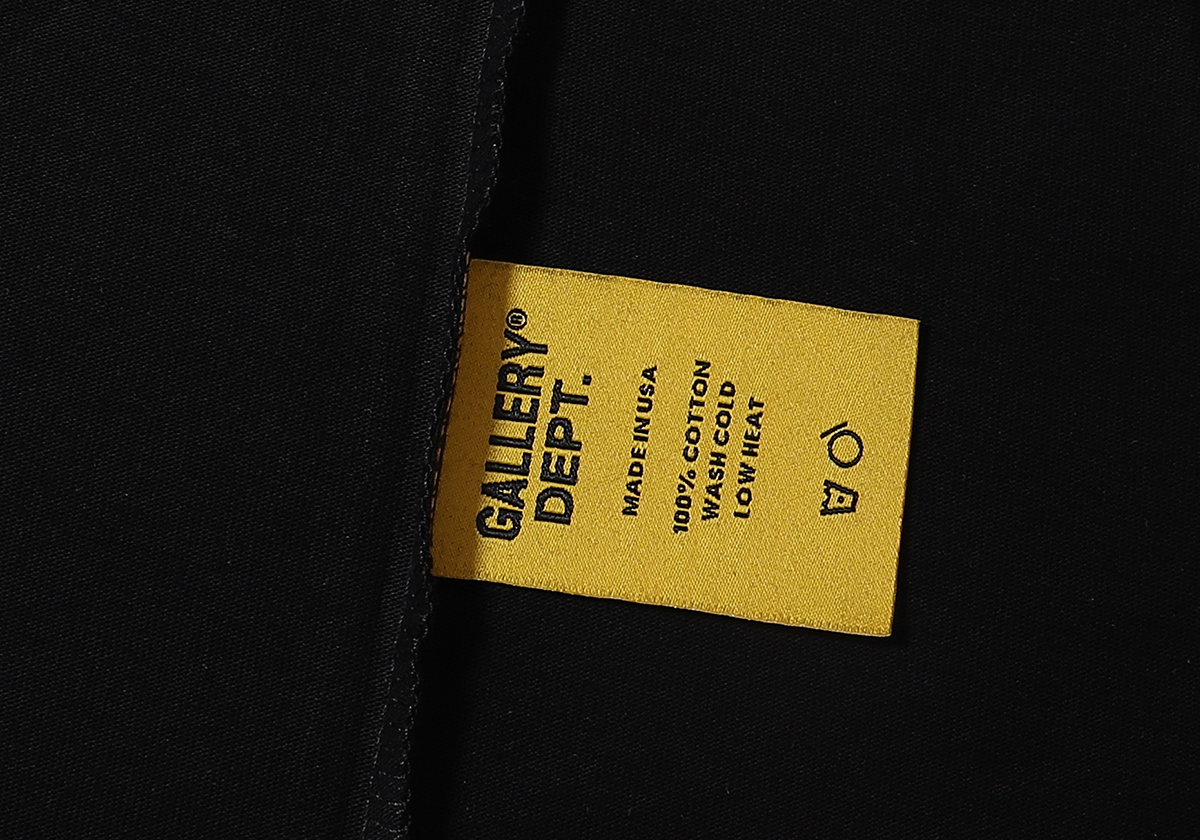 GALLERY®
DEPT.
MADE IN USA
100% COTTON
WASH COLD
LOW HEAT